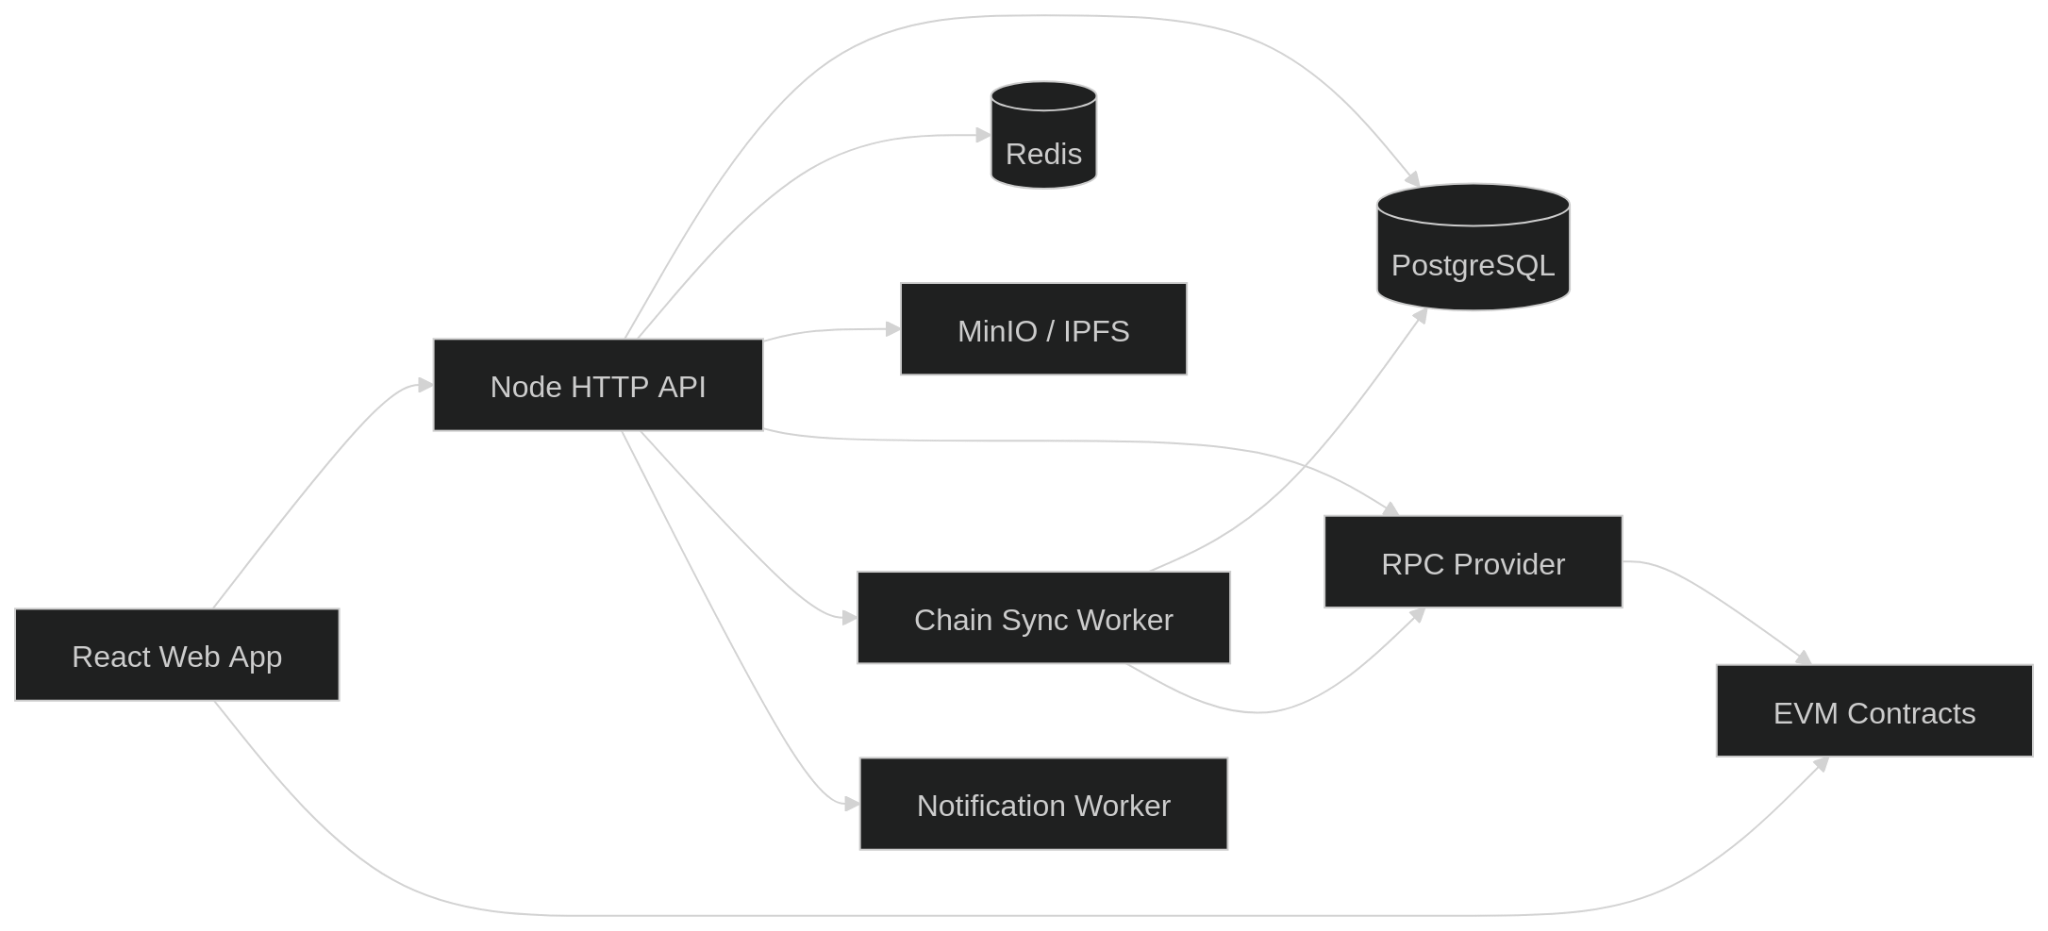 Redis
PostgreSQL
MinIO / IPFS
Node HTTP API
RPC Provider
Chain Sync Worker
React Web App
EVM Contracts
Notification Worker